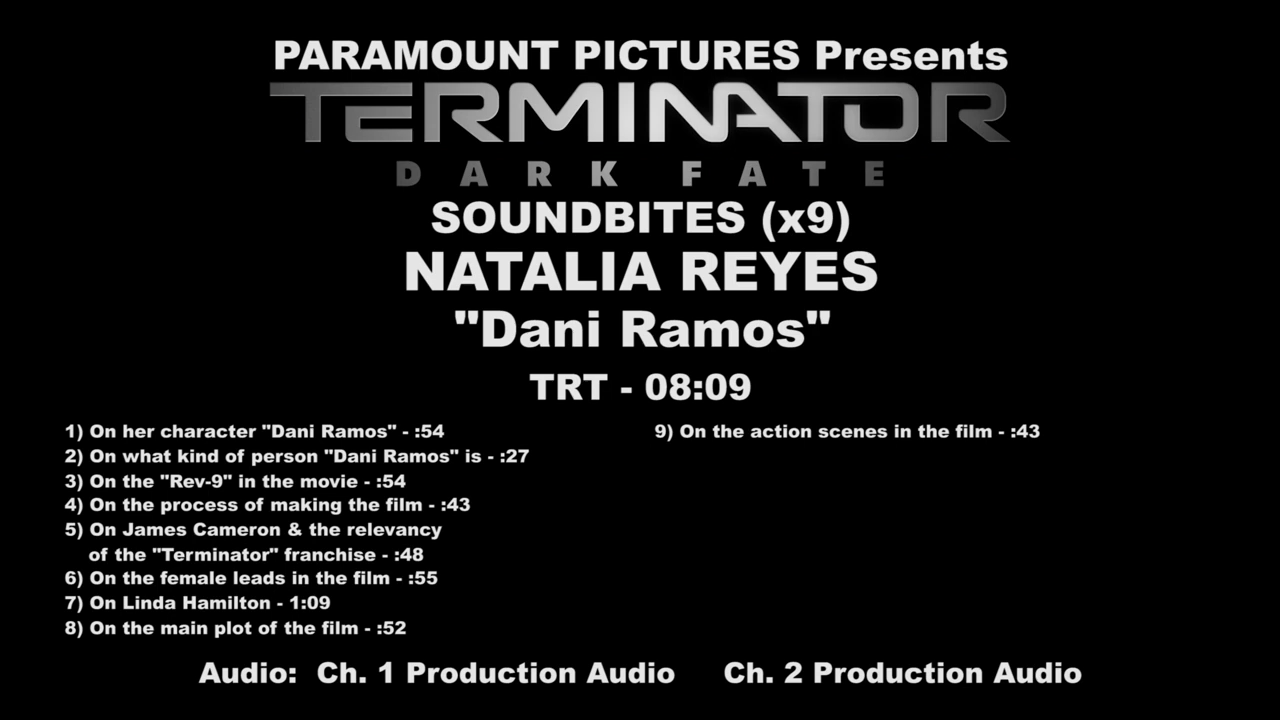 PARAMOUNT PICTURES Presents
TERMINATOR
DARK FATE
SOUNDBITES (x9)
NATALIA REYES
"Dani Ramos"
TRT - 08:09
1) On her character "Dani Ramos" - :54
2) On what kind of person "Dani Ramos" is - :27
3) On the "Rev-9" in the movie - :54
4) On the process of making the film - :43
5) On James Cameron & the relevancy
of the "Terminator" franchise - :48
6) On the female leads in the film - :55
7) On Linda Hamilton - 1:09
8) On the main plot of the film - :52
9) On the action scenes in the film - :43
Audio: Ch. 1 Production Audio Ch. 2 Production Audio